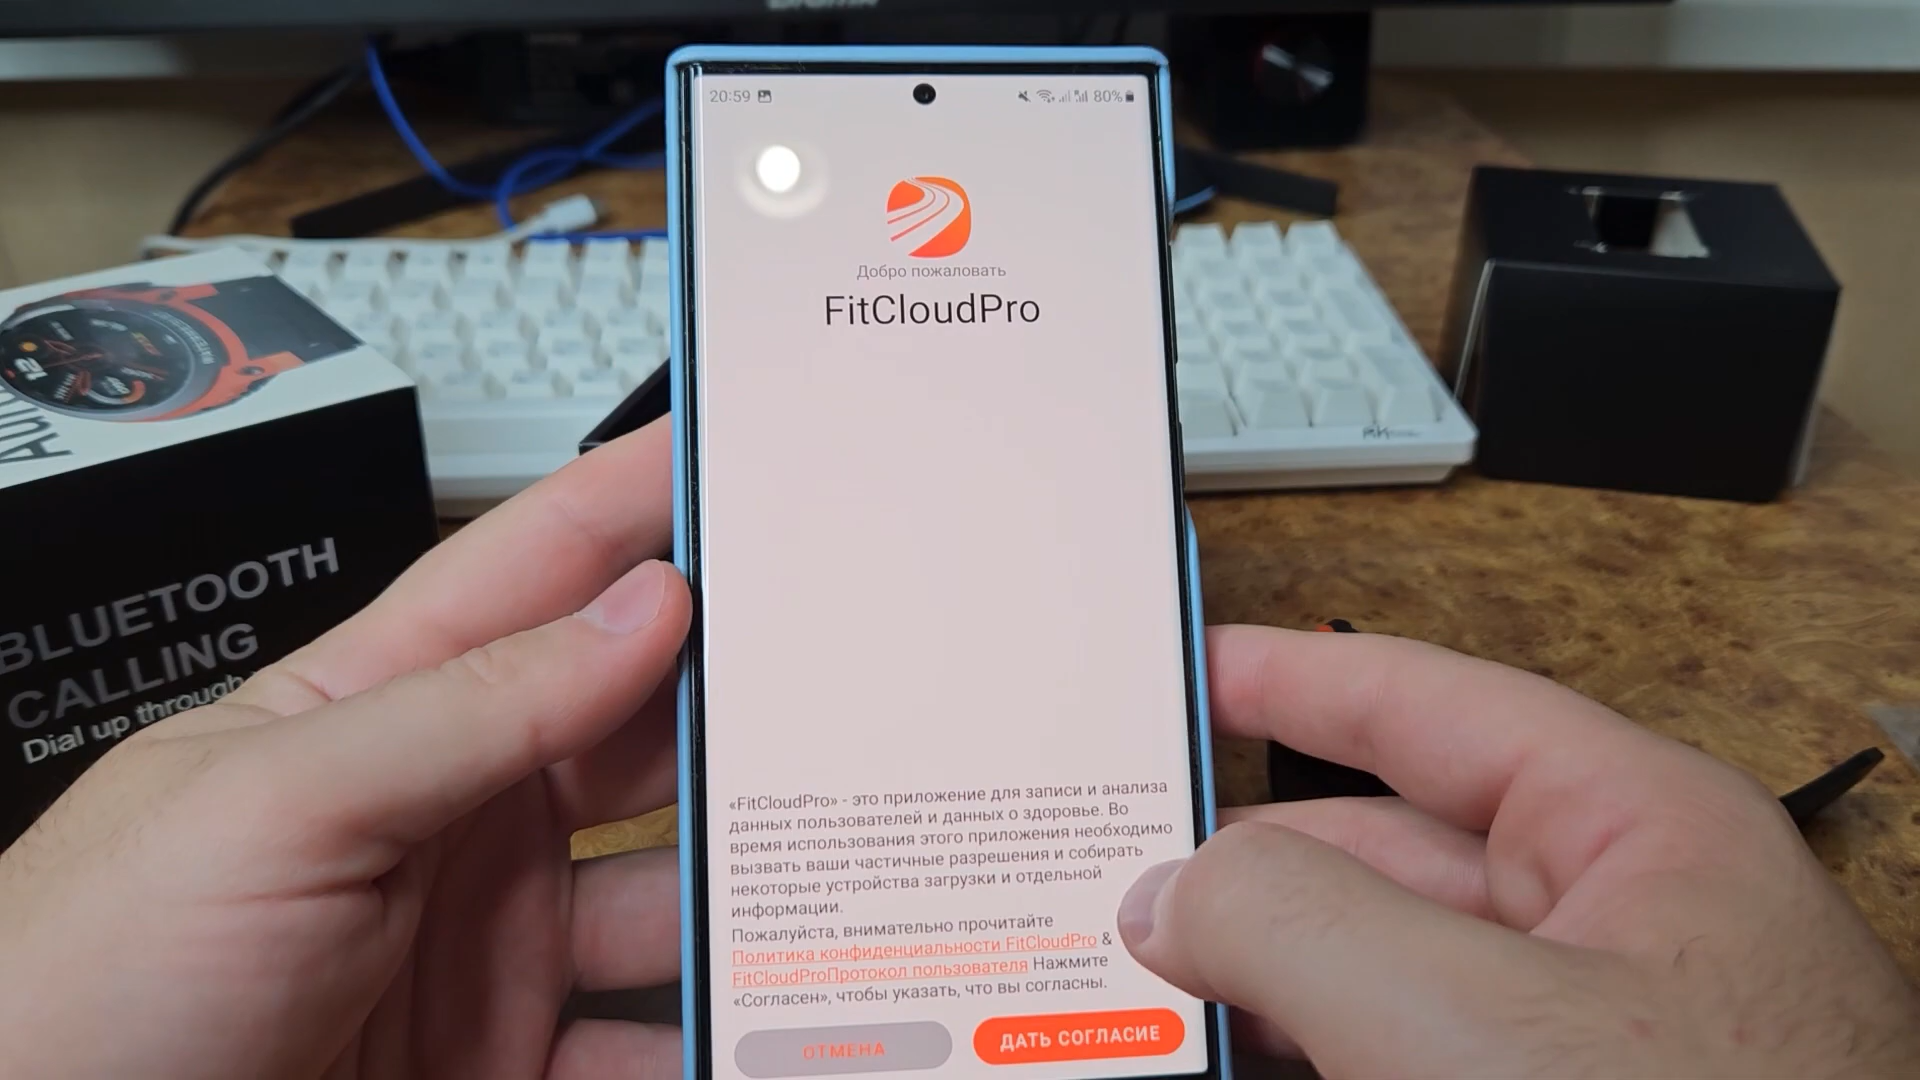 20:59
80%
Добро пожаловать
FitCloudPro
«FitCloudPro» - это приложение для записи и анализа
данных пользователей и данных о здоровье. Во
время использования этого приложения необходимо
вызвать ваши частичные разрешения и собирать
некоторые устройства загрузки и отдельной
информации.
Пожалуйста, внимательно прочитайте
Политика конфиденциальности FitCloudPro &
FitCloudProПротокол пользователя Нажмите
«Согласен», чтобы указать, что вы согласны.
ОТМЕНА
ДАТЬ СОГЛАСИЕ
BLUETOOTH
CALLING
Dial up through
RK
12